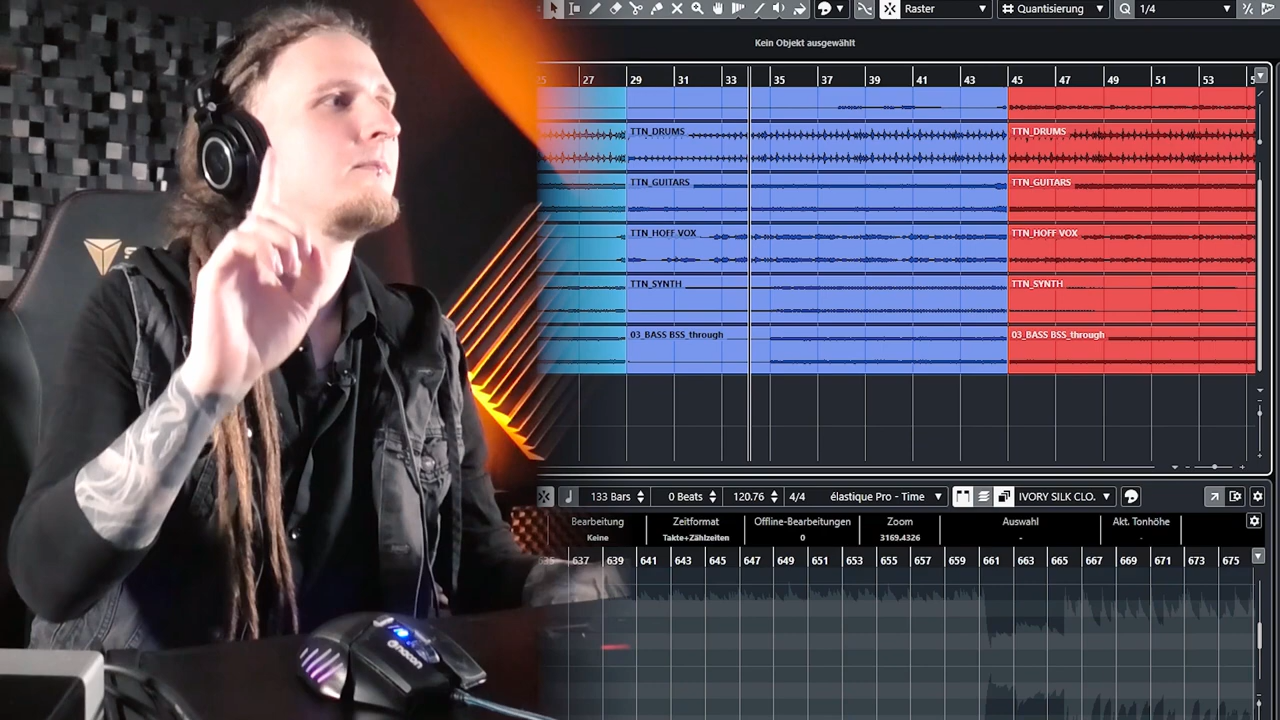 Raster
Quantisierung
1/4
Kein Objekt ausgewählt
27 29 31 33 35 37 39 41 43 45 47 49 51 53
TTN_DRUMS TTN_DRUMS
TTN_GUITARS TTN_GUITARS
TTN_HOFF VOX TTN_HOFF VOX
TTN_SYNTH TTN_SYNTH
03_BASS BSS_through 03_BASS BSS_through
133 Bars 0 Beats 120.76 4/4 élastique Pro - Time IVORY SILK CLO.
Bearbeitung Zeitformat Offline-Bearbeitungen Zoom Auswahl Akt. Tonhöhe
Keine Takte+Zählzeiten 0 3169.4326 - -
637 639 641 643 645 647 649 651 653 655 657 659 661 663 665 667 669 671 673 675
nacon